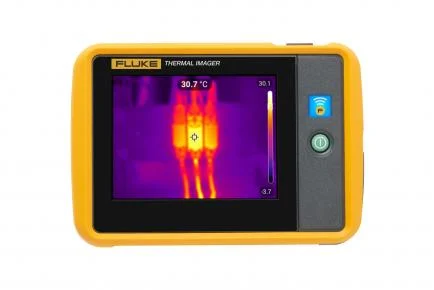 FLUKE THERMAL IMAGER
30.7 °C
30.1
-3.7